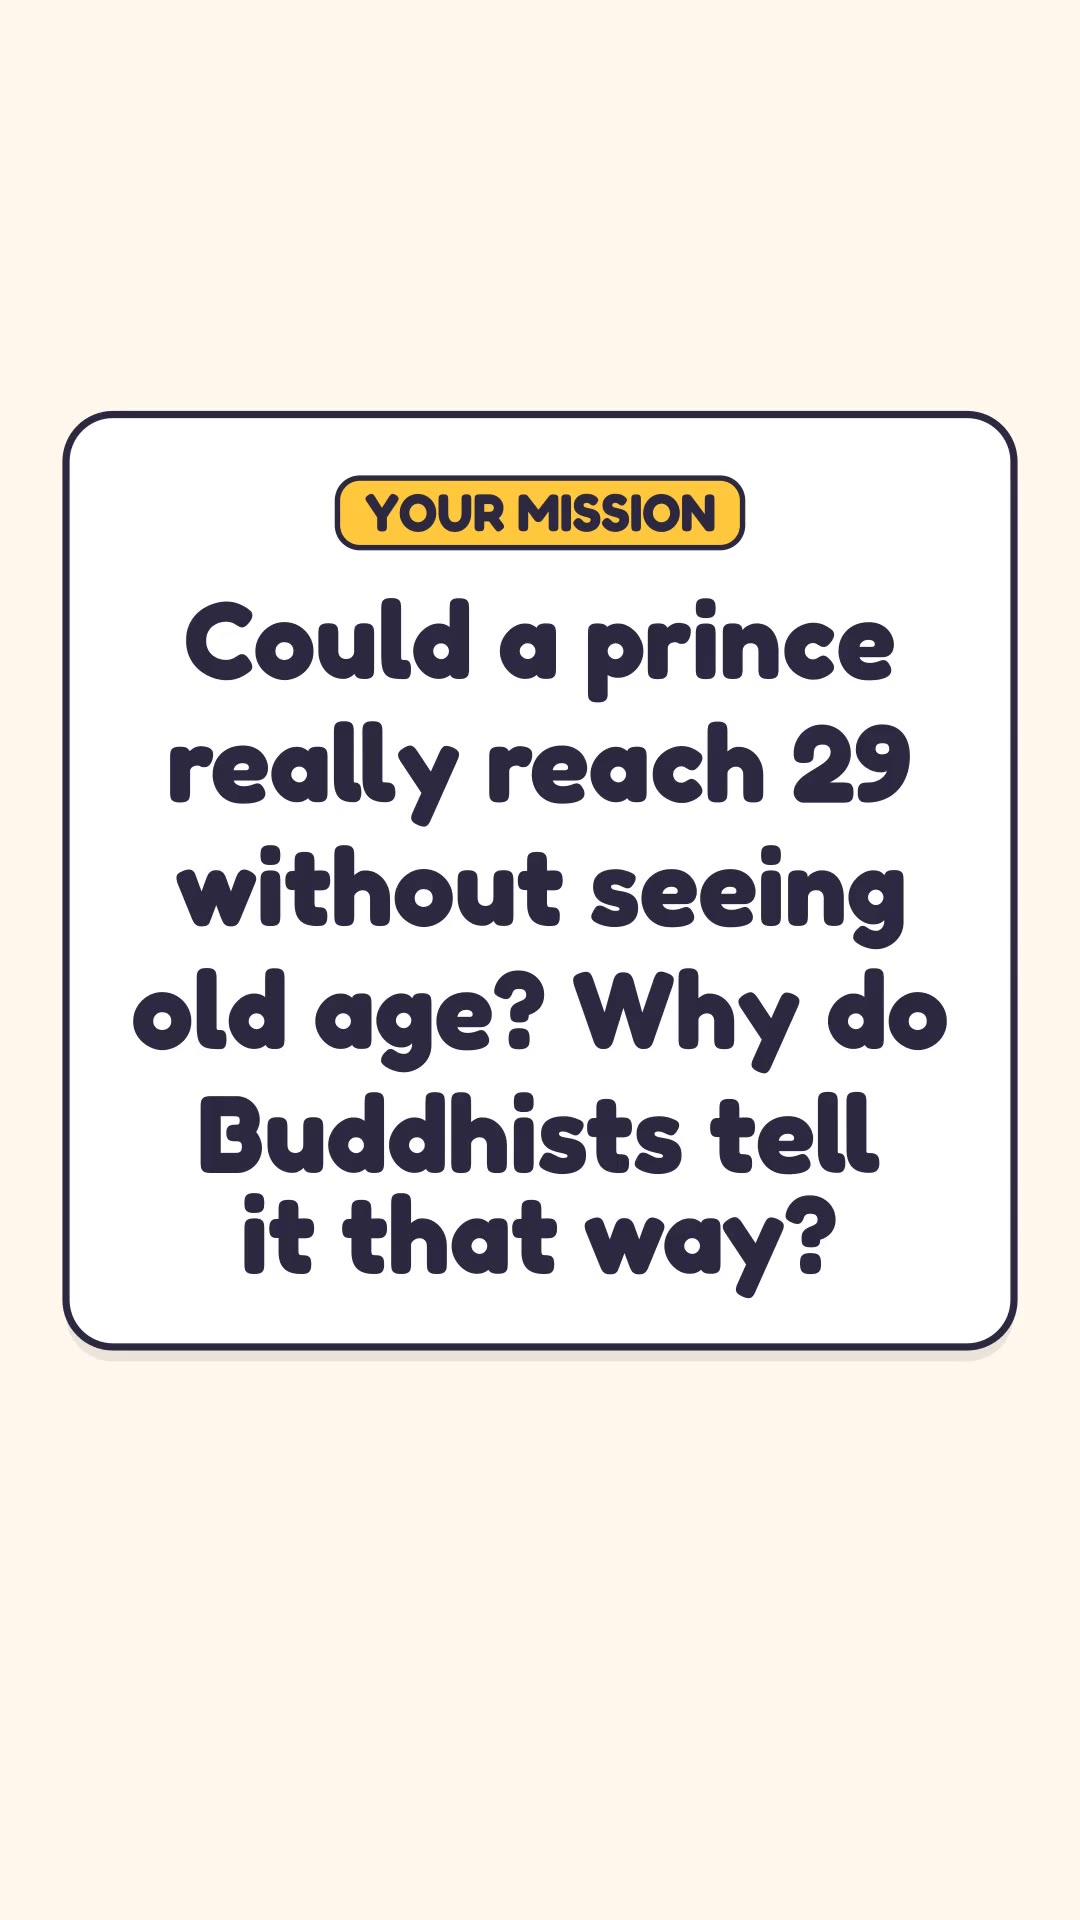 YOUR MISSION
Could a prince
really reach 29
without seeing
old age? Why do
Buddhists tell
it that way?